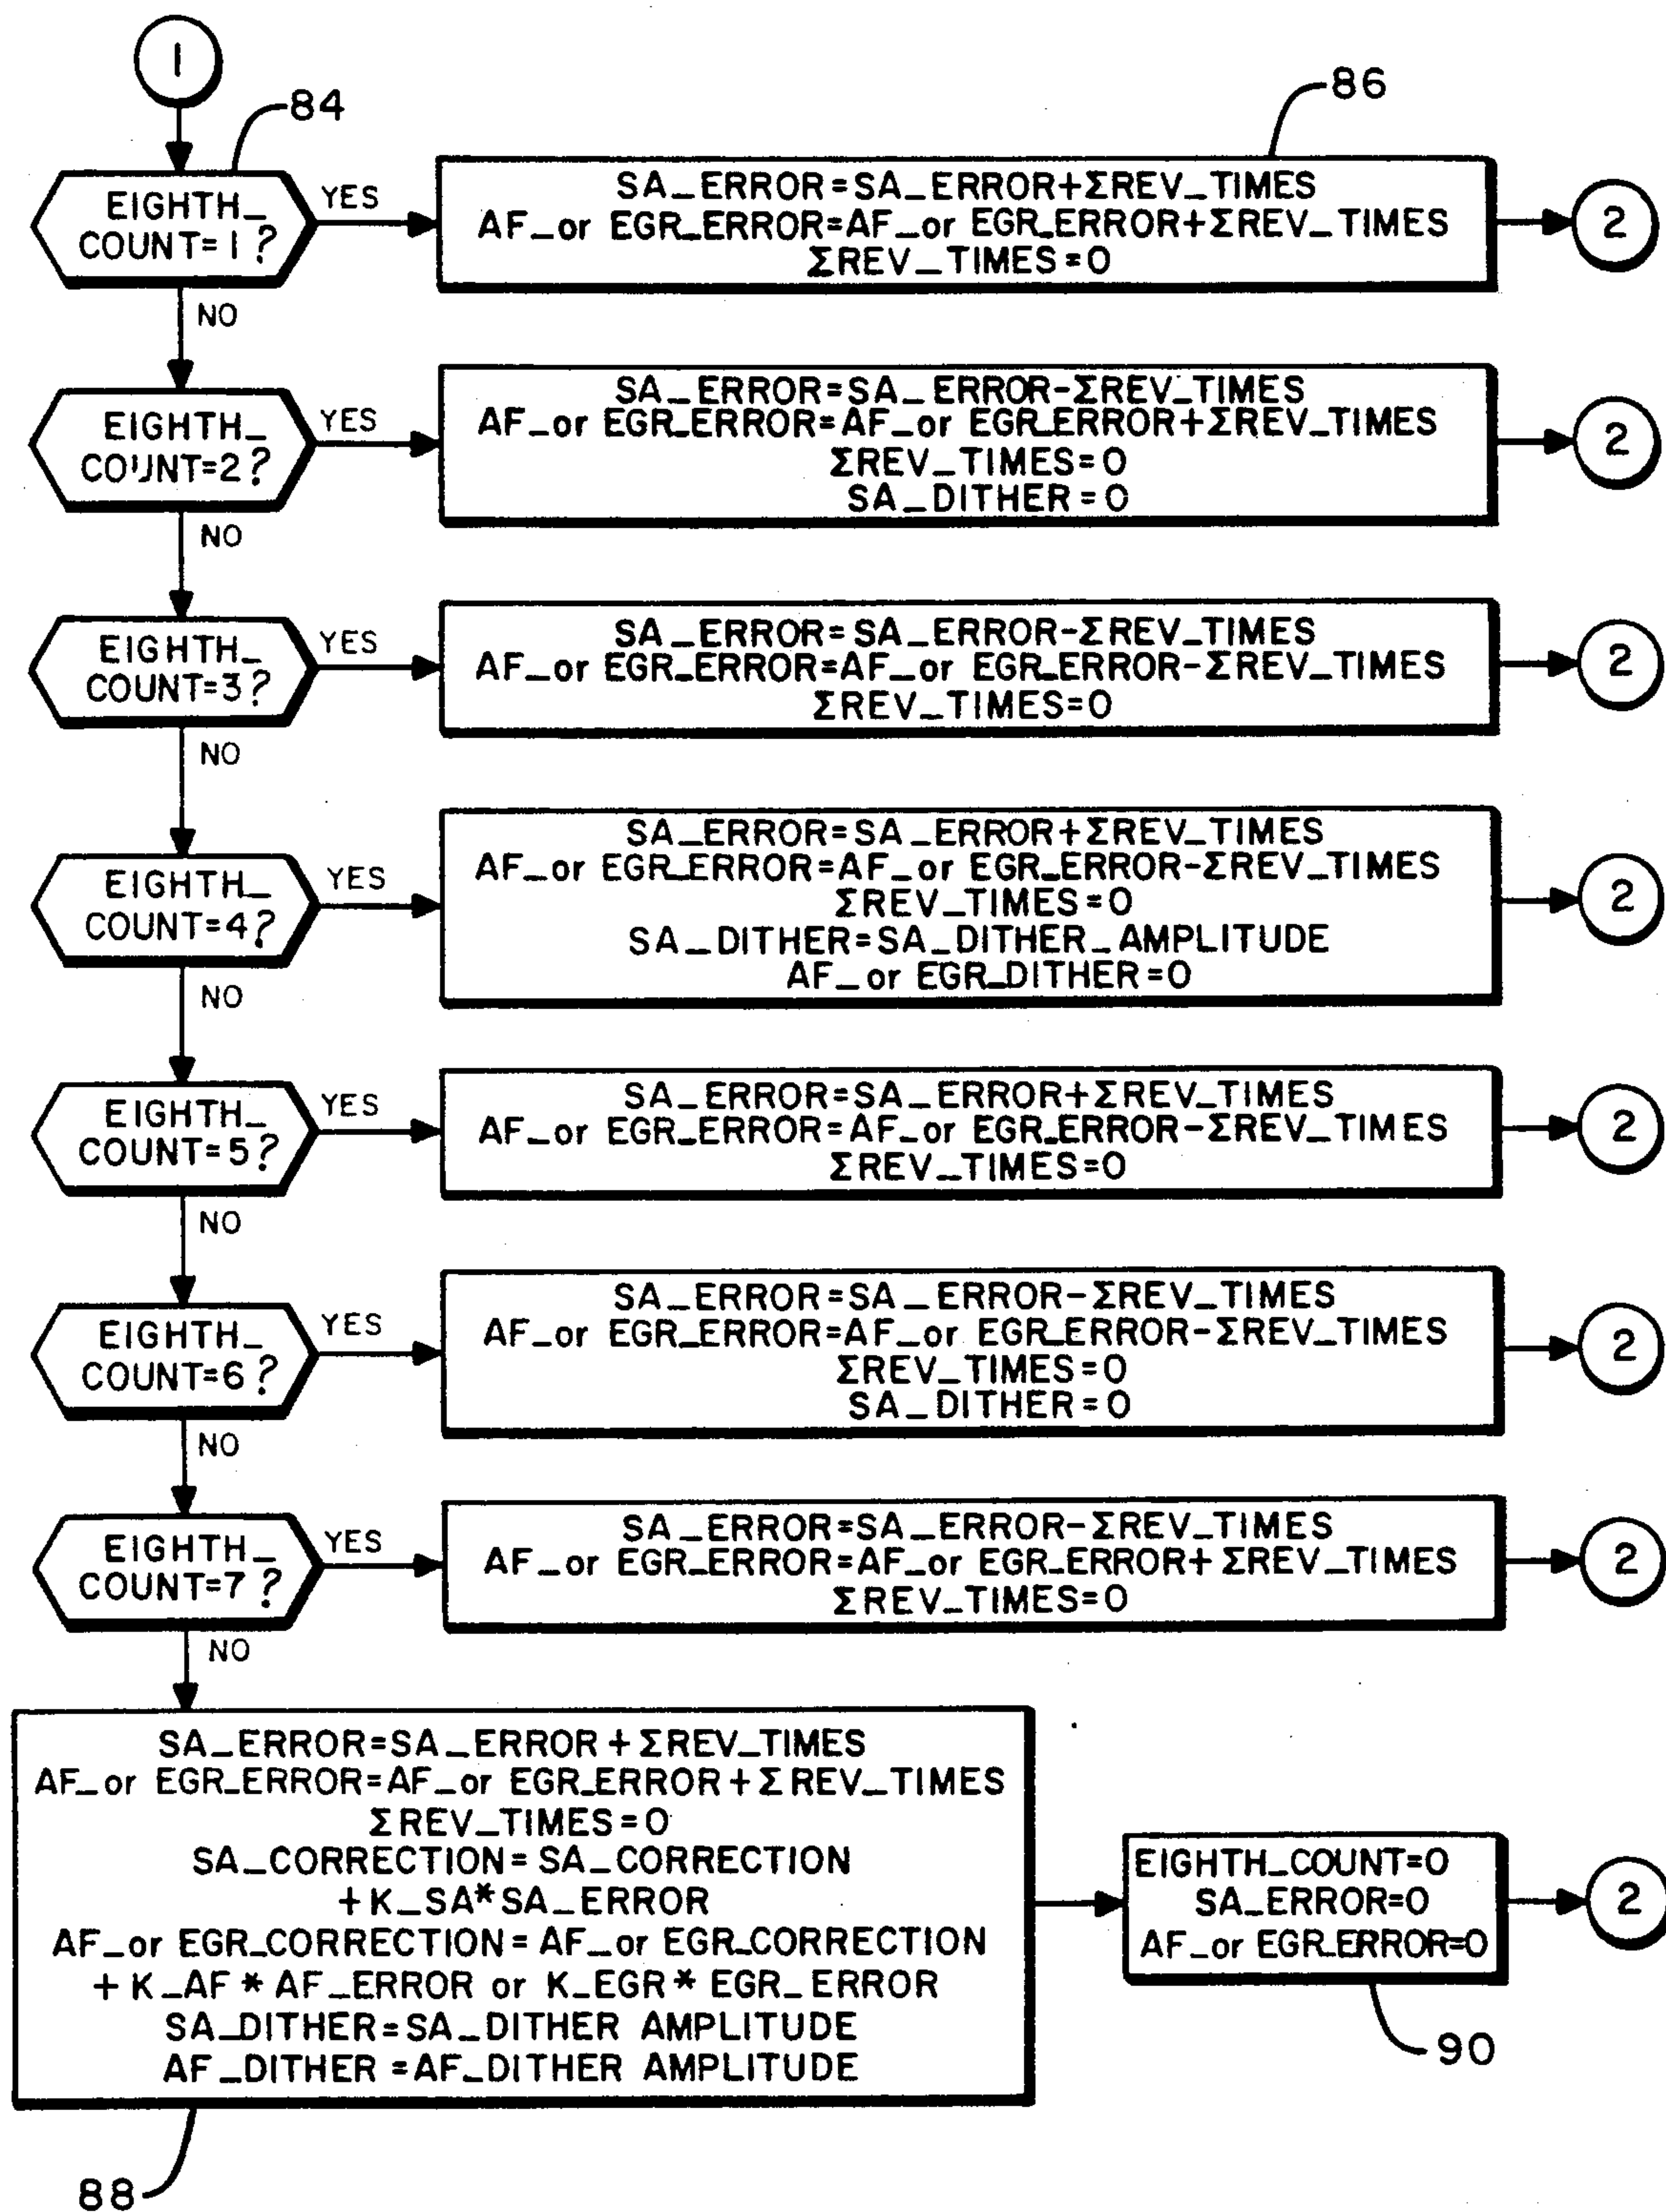 1
84
86
EIGHTH_
COUNT=1?
YES
SA_ERROR=SA_ERROR+ΣREV_TIMES
AF_or EGR_ERROR=AF_or EGR_ERROR+ΣREV_TIMES
ΣREV_TIMES=0
2
NO
EIGHTH_
COUNT=2?
YES
SA_ERROR=SA_ERROR-ΣREV_TIMES
AF_or EGR_ERROR=AF_or EGR_ERROR+ΣREV_TIMES
ΣREV_TIMES=0
SA_DITHER=0
2
NO
EIGHTH_
COUNT=3?
YES
SA_ERROR=SA_ERROR-ΣREV_TIMES
AF_or EGR_ERROR=AF_or EGR_ERROR-ΣREV_TIMES
ΣREV_TIMES=0
2
NO
EIGHTH_
COUNT=4?
YES
SA_ERROR=SA_ERROR+ΣREV_TIMES
AF_or EGR_ERROR=AF_or EGR_ERROR-ΣREV_TIMES
ΣREV_TIMES=0
SA_DITHER=SA_DITHER_AMPLITUDE
AF_or EGR_DITHER=0
2
NO
EIGHTH_
COUNT=5?
YES
SA_ERROR=SA_ERROR+ΣREV_TIMES
AF_or EGR_ERROR=AF_or EGR_ERROR-ΣREV_TIMES
ΣREV_TIMES=0
2
NO
EIGHTH_
COUNT=6?
YES
SA_ERROR=SA_ERROR-ΣREV_TIMES
AF_or EGR_ERROR=AF_or EGR_ERROR-ΣREV_TIMES
ΣREV_TIMES=0
SA_DITHER=0
2
NO
EIGHTH_
COUNT=7?
YES
SA_ERROR=SA_ERROR-ΣREV_TIMES
AF_or EGR_ERROR=AF_or EGR_ERROR+ΣREV_TIMES
ΣREV_TIMES=0
2
NO
SA_ERROR=SA_ERROR+ΣREV_TIMES
AF_or EGR_ERROR=AF_or EGR_ERROR+ΣREV_TIMES
ΣREV_TIMES=0
SA_CORRECTION=SA_CORRECTION
+K_SA*SA_ERROR
AF_or EGR_CORRECTION=AF_or EGR_CORRECTION
+K_AF*AF_ERROR or K_EGR*EGR_ERROR
SA_DITHER=SA_DITHER AMPLITUDE
AF_DITHER=AF_DITHER AMPLITUDE
EIGHTH_COUNT=0
SA_ERROR=0
AF_or EGR_ERROR=0
2
90
88